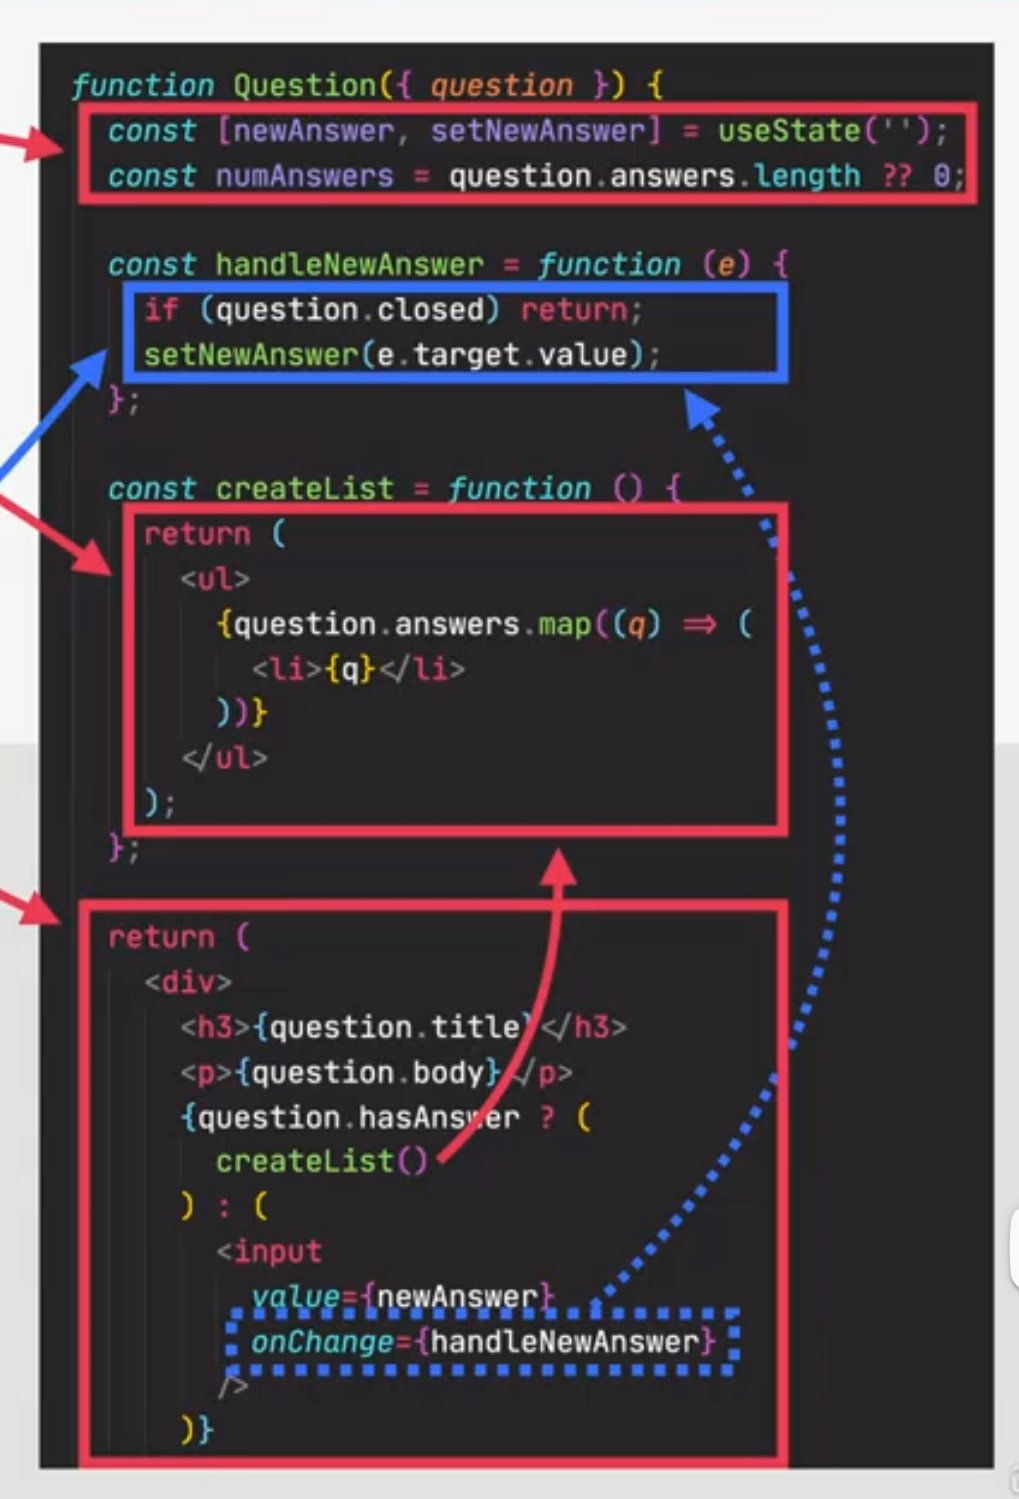 function Question({ question }) {
const [newAnswer, setNewAnswer] = useState('');
const numAnswers = question.answers.length ?? 0;
const handleNewAnswer = function (e) {
if (question.closed) return;
setNewAnswer(e.target.value);
};
const createList = function () {
return (
<ul>
{question.answers.map((q) => (
<li>{q}</li>
))}
</ul>
);
};
return (
<div>
<h3>{question.title}</h3>
<p>{question.body}</p>
{question.hasAnswer ? (
createList()
) : (
<input
value={newAnswer}
onChange={handleNewAnswer}
/>
)}